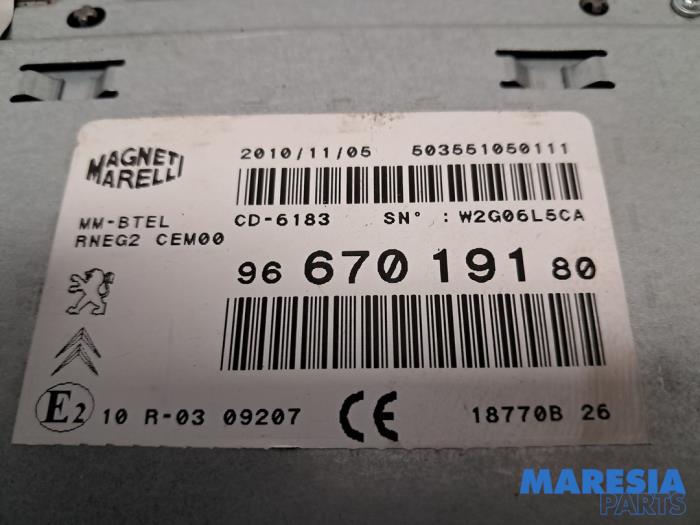 MAGNETI MARELLI
2010/11/05 503551050111
MM-BTEL
RNEG2 CEM00
CD-6183 SN° : W2G06L5CA
96 670 191 80
E2 10 R-03 09207 CE 18770B 26
MARESIA
PARTS